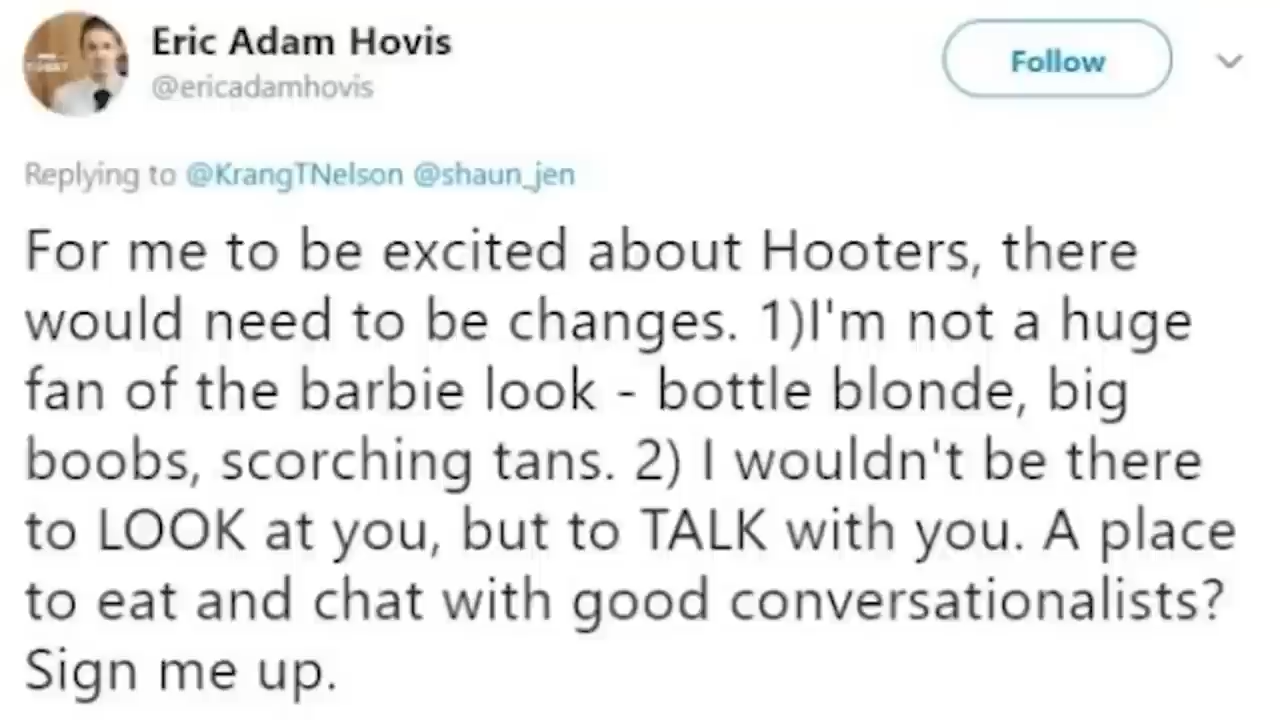 Eric Adam Hovis
@ericadamhovis
Follow
Replying to @KrangTNelson @shaun_jen
For me to be excited about Hooters, there
would need to be changes. 1)I'm not a huge
fan of the barbie look - bottle blonde, big
boobs, scorching tans. 2) I wouldn't be there
to LOOK at you, but to TALK with you. A place
to eat and chat with good conversationalists?
Sign me up.